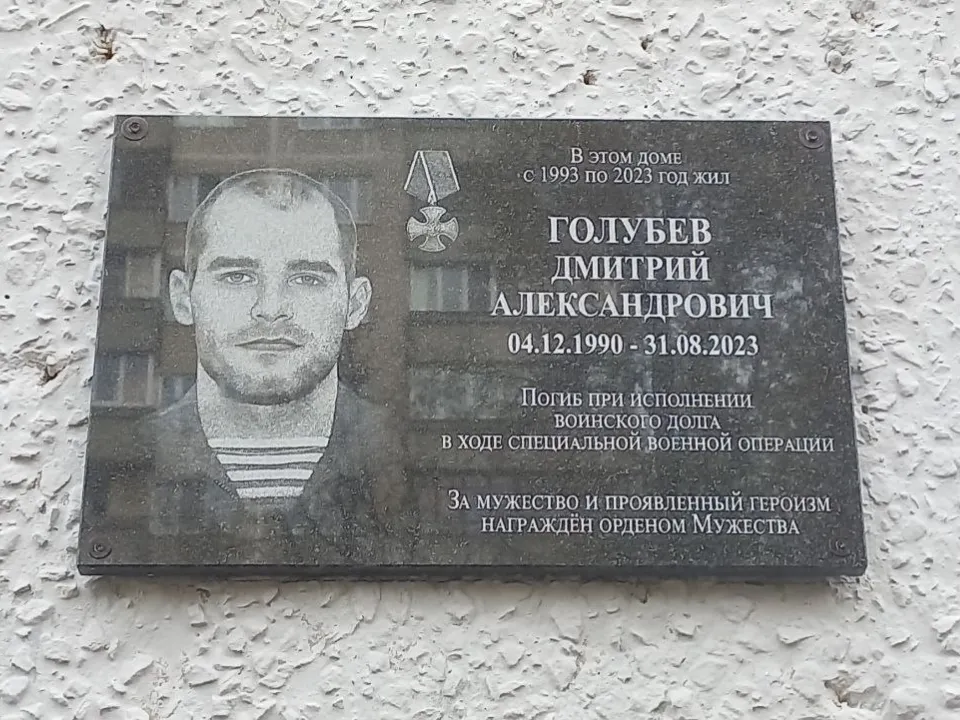 В ЭТОМ ДОМЕ
С 1993 ПО 2023 ГОД ЖИЛ
ГОЛУБЕВ
ДМИТРИЙ
АЛЕКСАНДРОВИЧ
04.12.1990 - 31.08.2023
ПОГИБ ПРИ ИСПОЛНЕНИИ
ВОИНСКОГО ДОЛГА
В ХОДЕ СПЕЦИАЛЬНОЙ ВОЕННОЙ ОПЕРАЦИИ
ЗА МУЖЕСТВО И ПРОЯВЛЕННЫЙ ГЕРОИЗМ
НАГРАЖДЁН ОРДЕНОМ МУЖЕСТВА